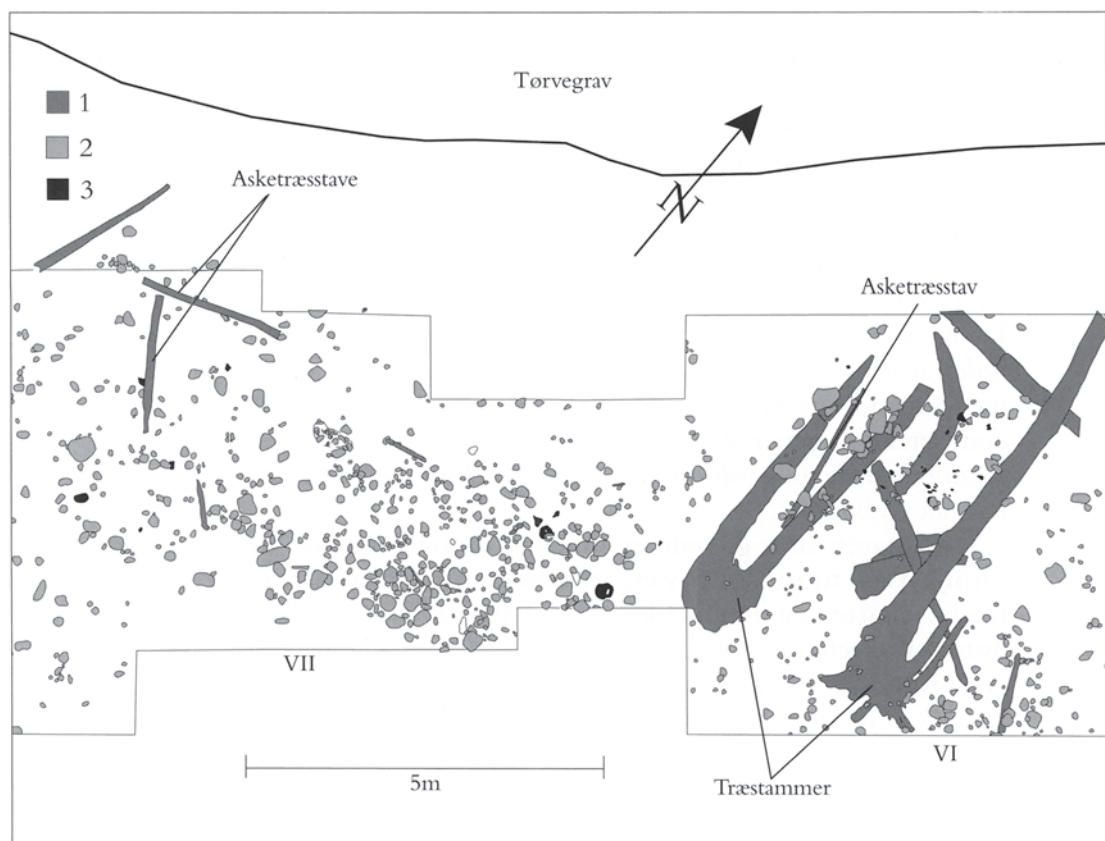 Tørvegrav
1
2
3
Asketræsstave
N
Asketræsstav
VII
VI
5m
Træstammer